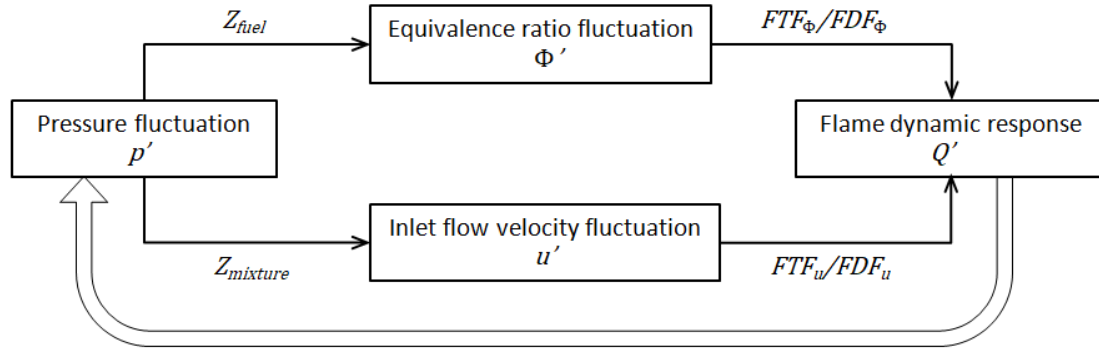 Z_fuel
Equivalence ratio fluctuation
Φ'
FTF_Φ/FDF_Φ
Pressure fluctuation
p'
Flame dynamic response
Q'
Inlet flow velocity fluctuation
u'
Z_mixture
FTF_u/FDF_u